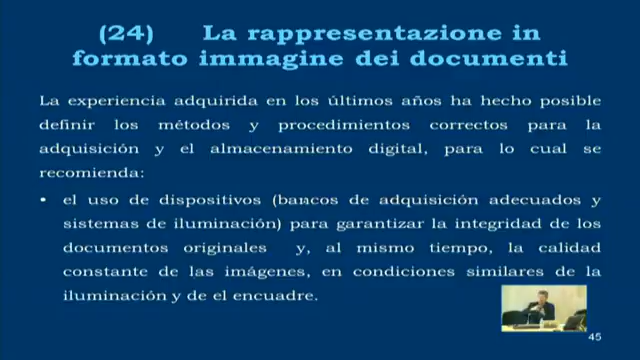 (24) La rappresentazione in
formato immagine dei documenti
La experiencia adquirida en los últimos años ha hecho posible
definir los métodos y procedimientos correctos para la
adquisición y el almacenamiento digital, para lo cual se
recomienda:
• el uso de dispositivos (bancos de adquisición adecuados y
sistemas de iluminación) para garantizar la integridad de los
documentos originales y, al mismo tiempo, la calidad
constante de las imágenes, en condiciones similares de la
iluminación y de el encuadre.
45